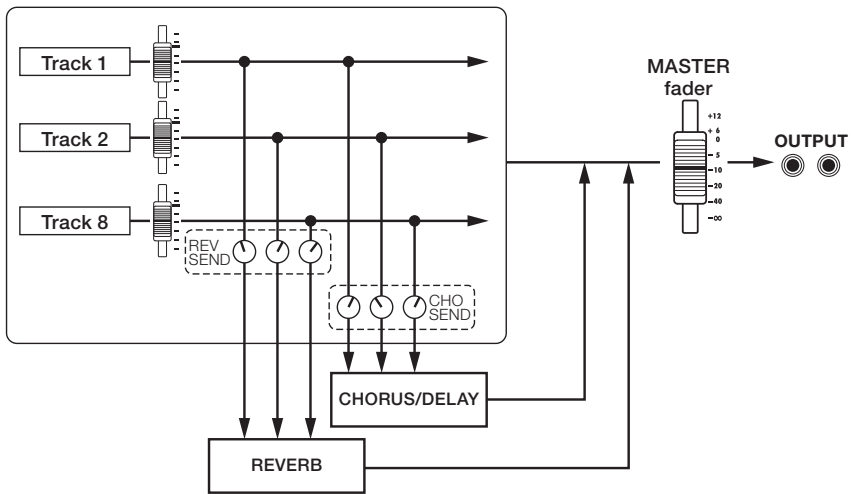 Track 1
Track 2
Track 8
REV
SEND
CHO
SEND
CHORUS/DELAY
REVERB
MASTER
fader
+12
+ 6
0
- 5
-10
-20
-40
-∞
OUTPUT